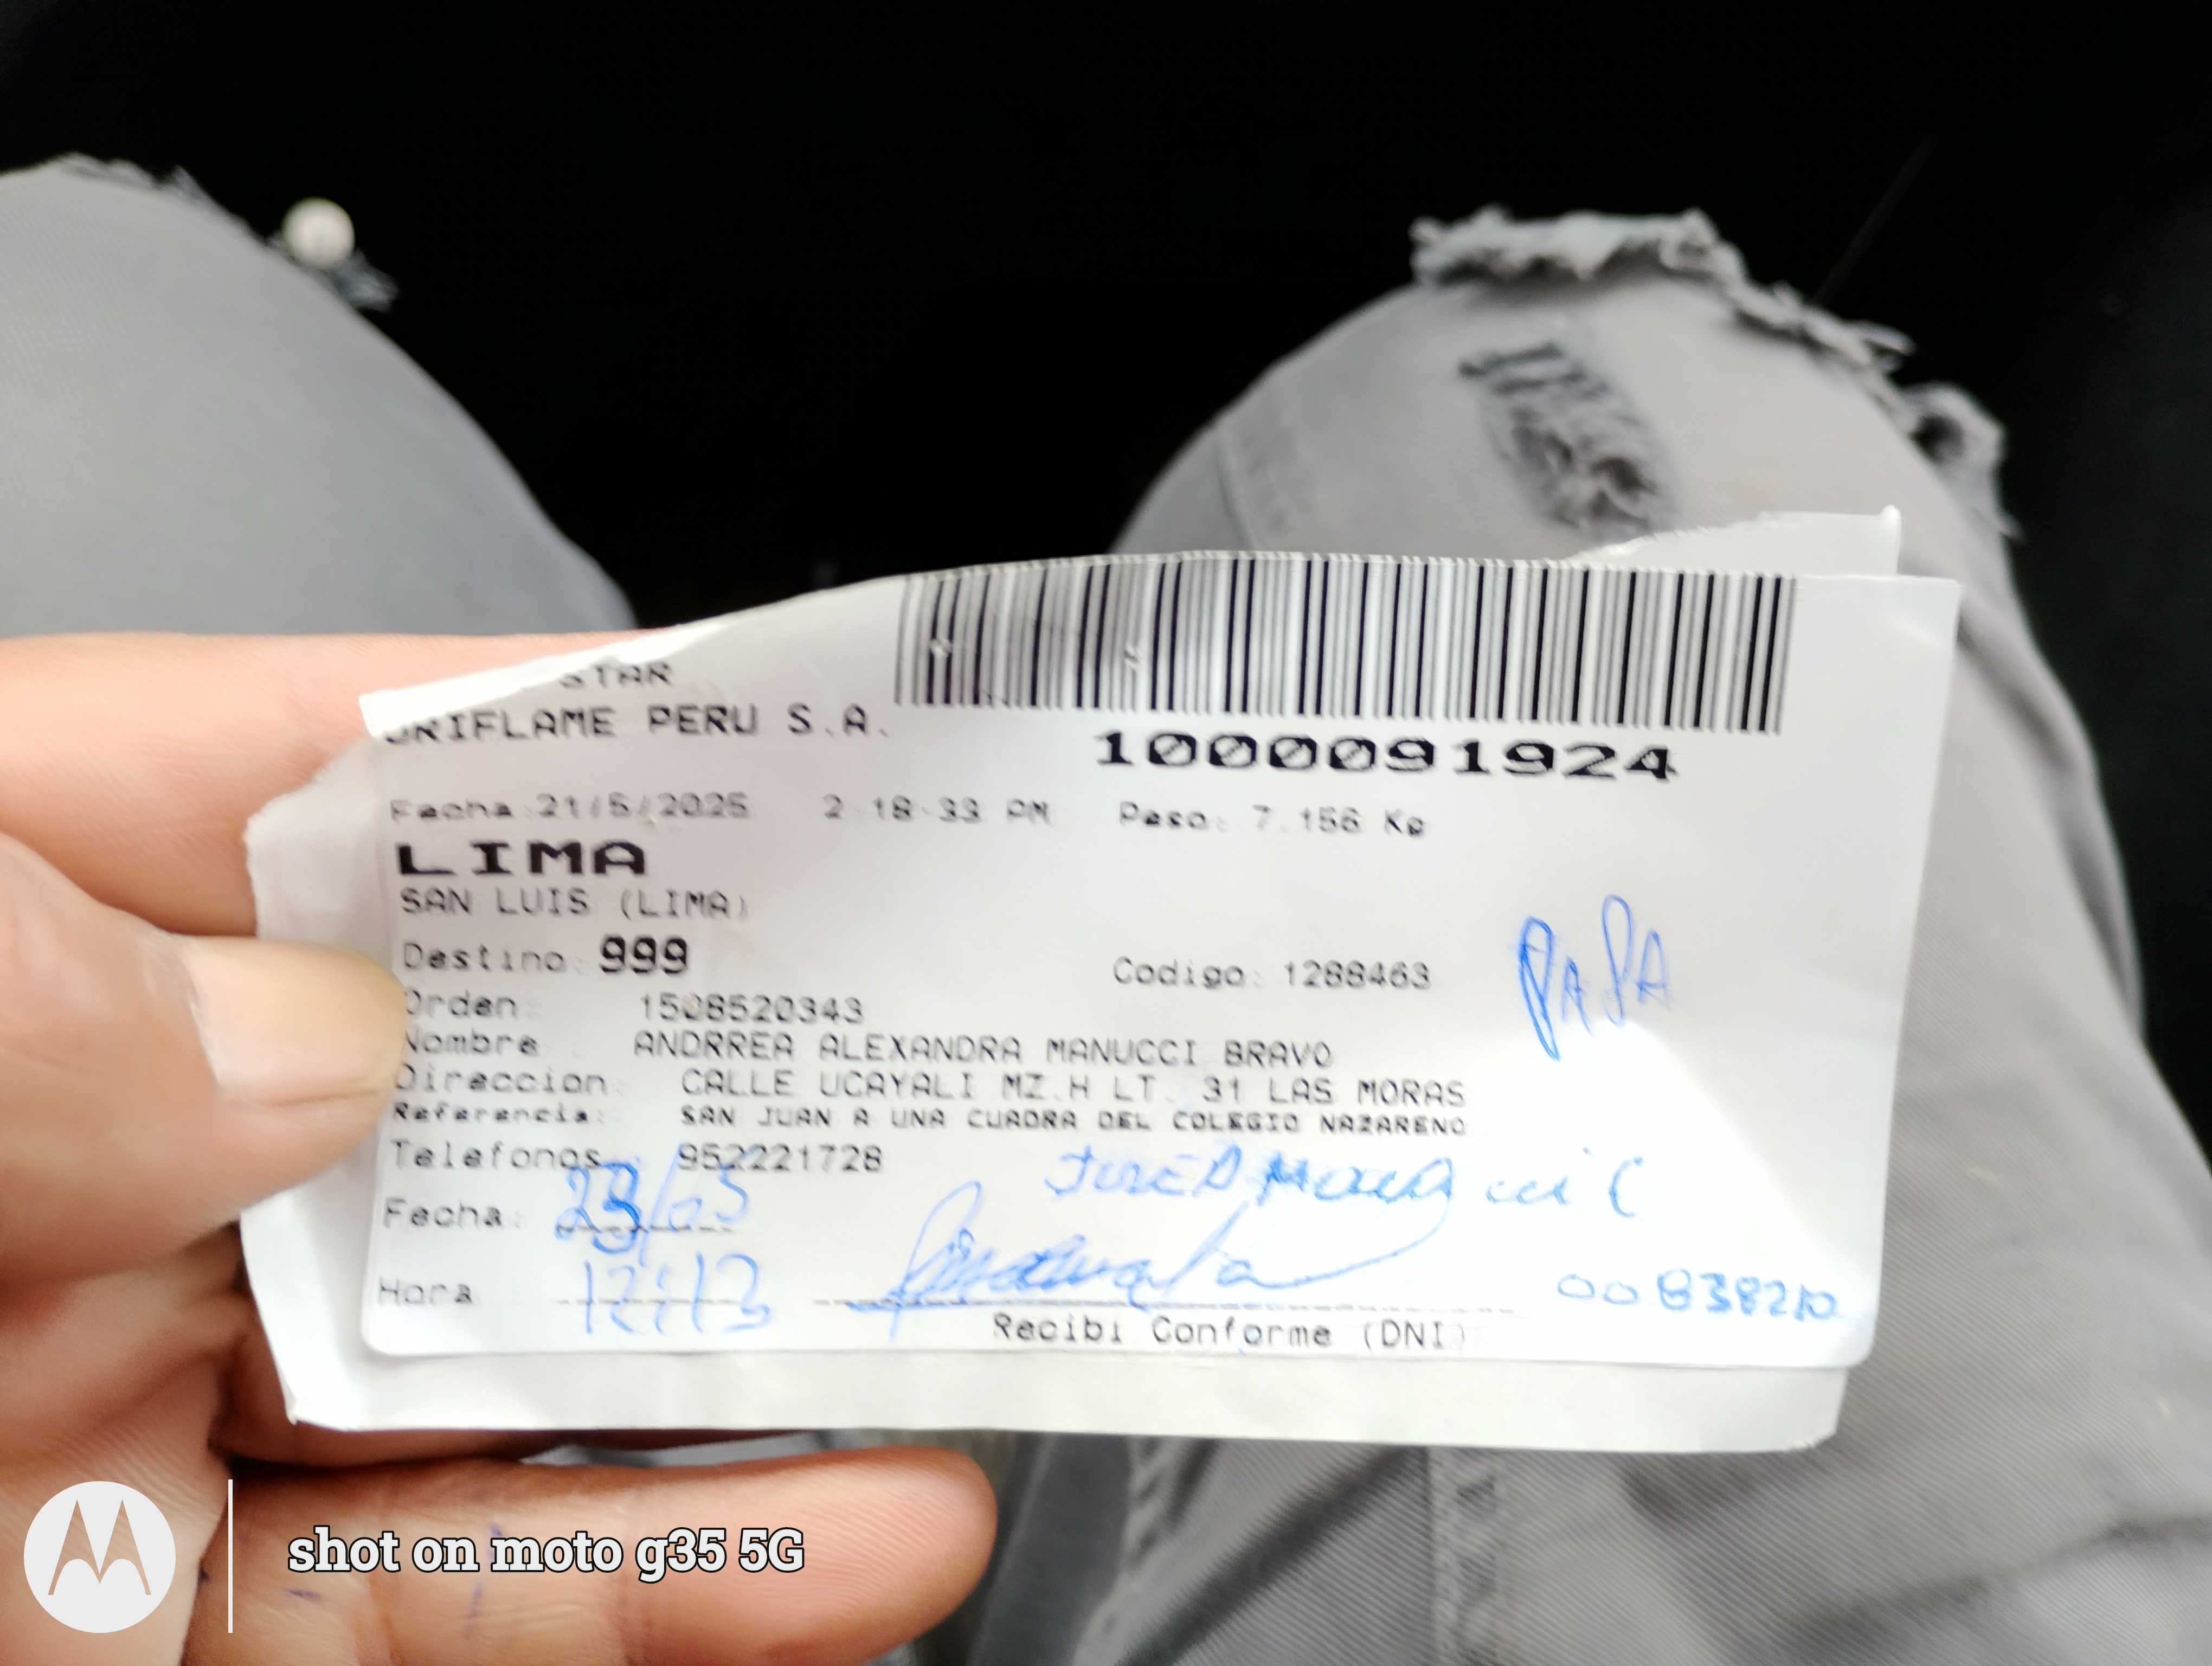 STAR
ORIFLAME PERU S.A.
1000091924
Fecha:21/5/2025 2:18:33 PM Peso: 7.156 Kg
LIMA
SAN LUIS (LIMA)
Destino: 999 Codigo: 1288463
PAPA
Orden: 1508520343
Nombre : ANDRREA ALEXANDRA MANUCCI BRAVO
Direccion: CALLE UCAYALI MZ.H LT. 31 LAS MORAS
Referencia: SAN JUAN A UNA CUADRA DEL COLEGIO NAZARENO
Telefonos 952221728
Fecha: 23/05
Hora 12:13
Recibi Conforme (DNI)
shot on moto g35 5G